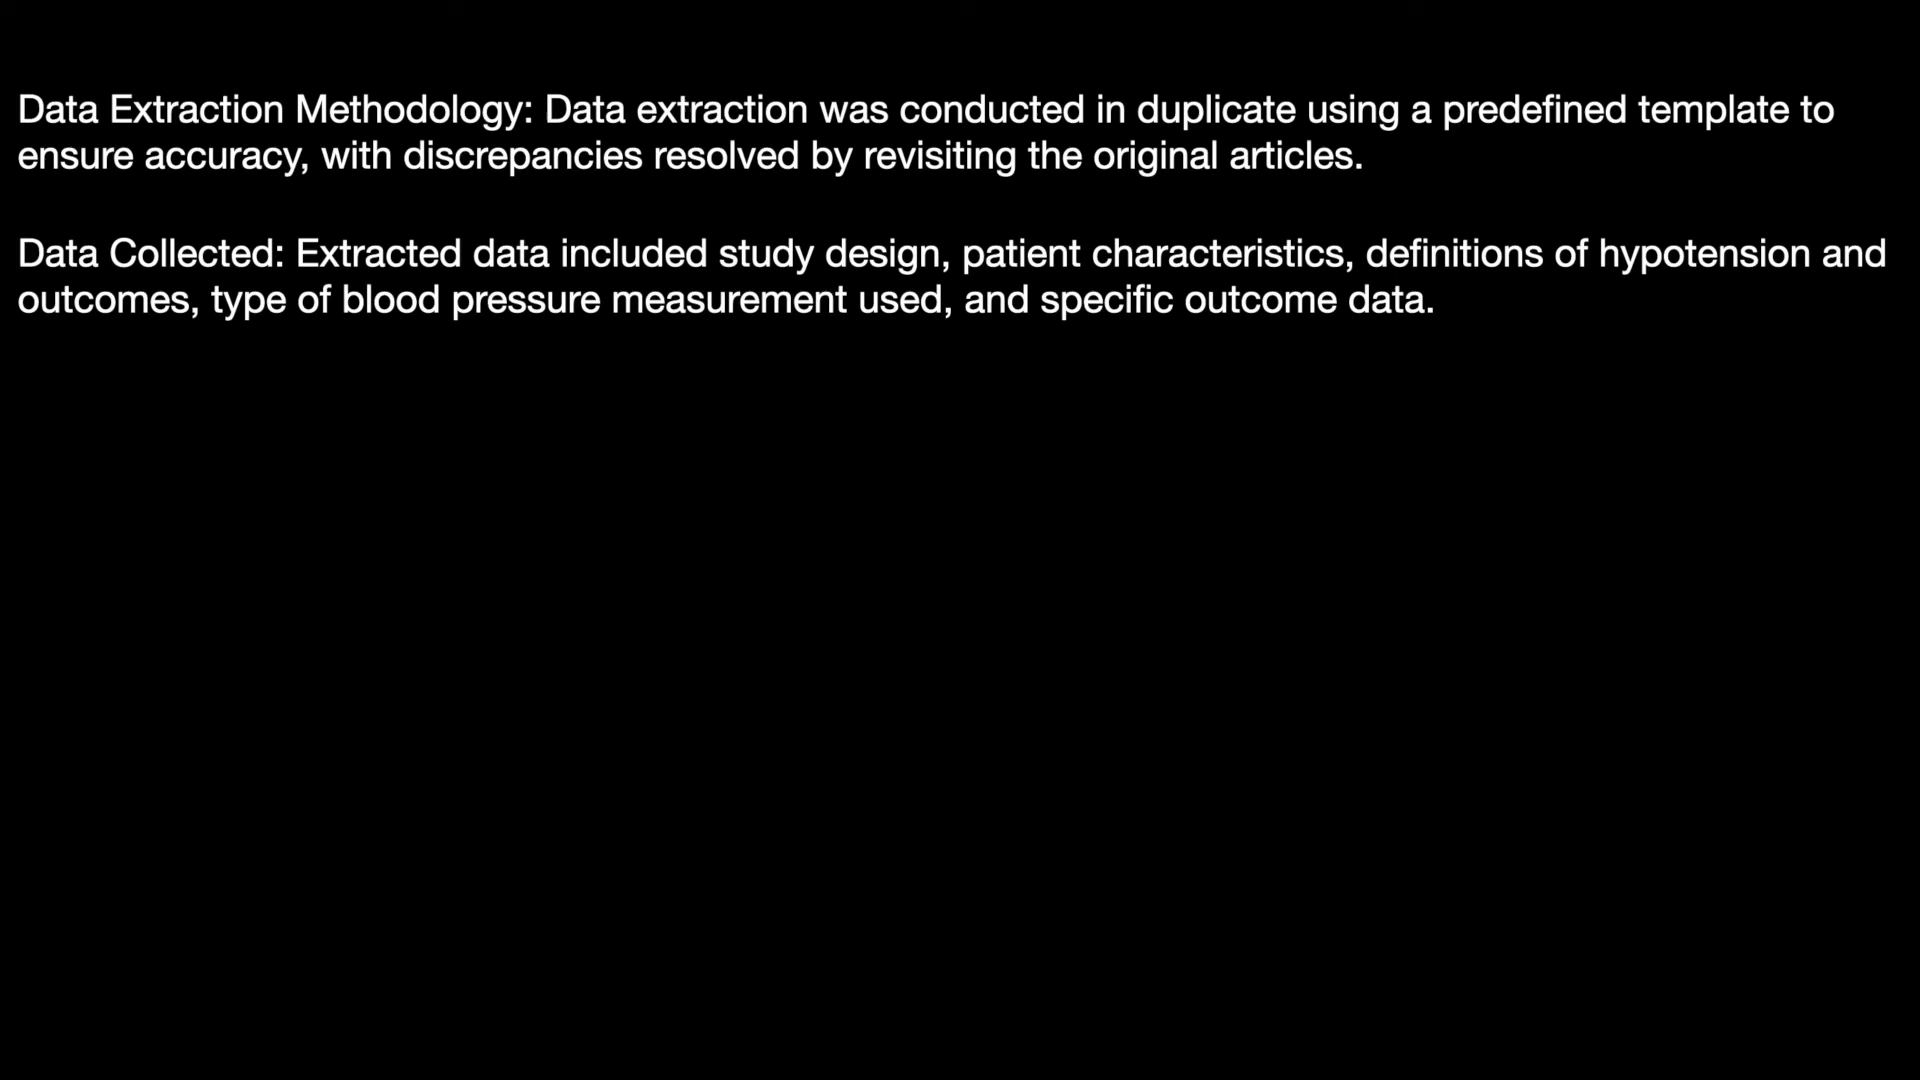 Data Extraction Methodology: Data extraction was conducted in duplicate using a predefined template to
ensure accuracy, with discrepancies resolved by revisiting the original articles.
Data Collected: Extracted data included study design, patient characteristics, definitions of hypotension and
outcomes, type of blood pressure measurement used, and specific outcome data.